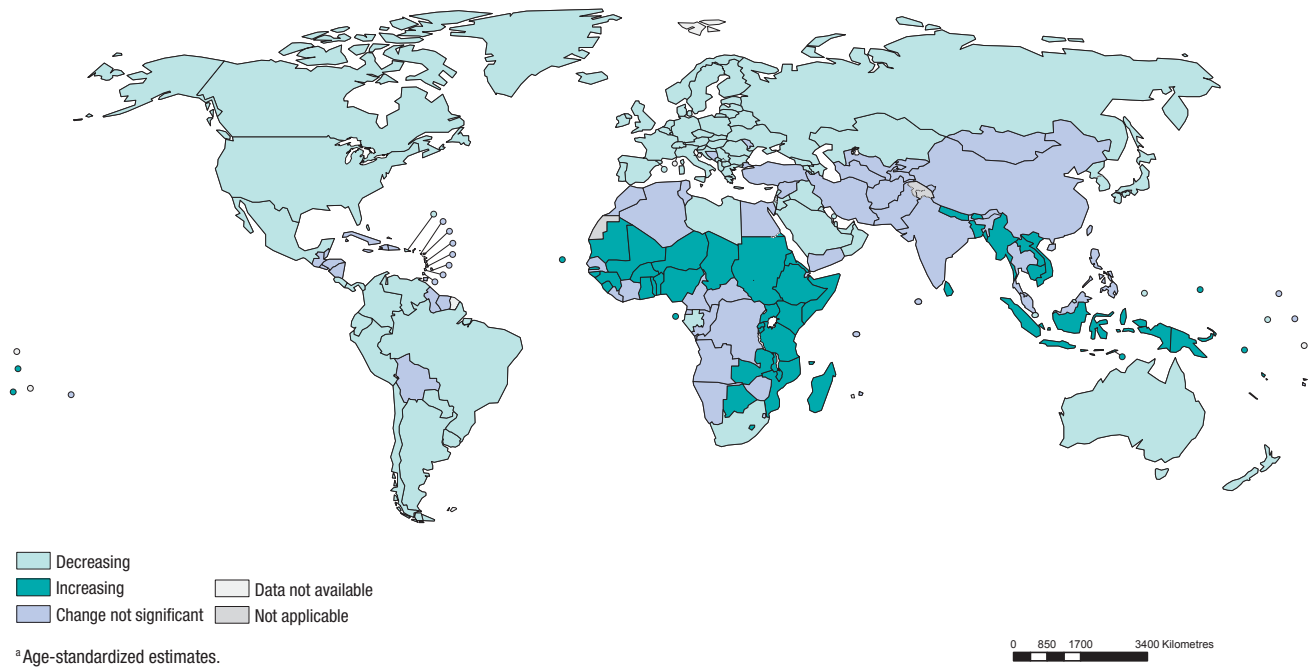 Decreasing
Increasing
Data not available
Change not significant
Not applicable
a Age-standardized estimates.
0 850 1700 3400 Kilometres